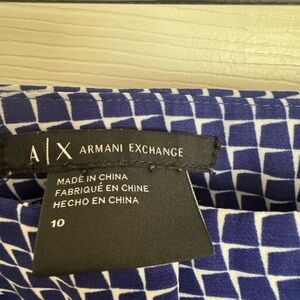 A|X ARMANI EXCHANGE
MADE IN CHINA
FABRIQUÉ EN CHINE
HECHO EN CHINA
10